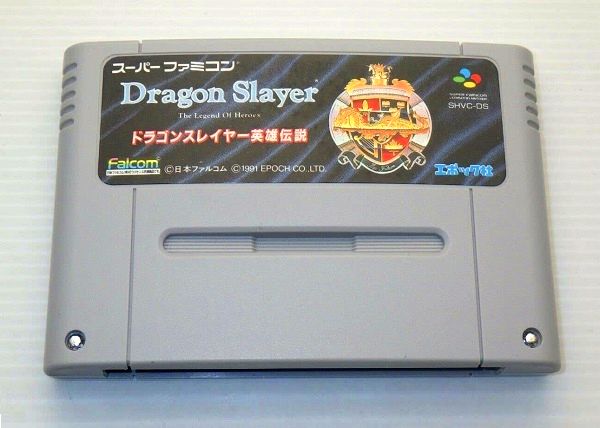 スーパーファミコン
Dragon Slayer
The Legend Of Heroes
ドラゴンスレイヤー英雄伝説
SHVC-DS
Falcom
©日本ファルコム ©1991 EPOCH CO.,LTD.
エポック社